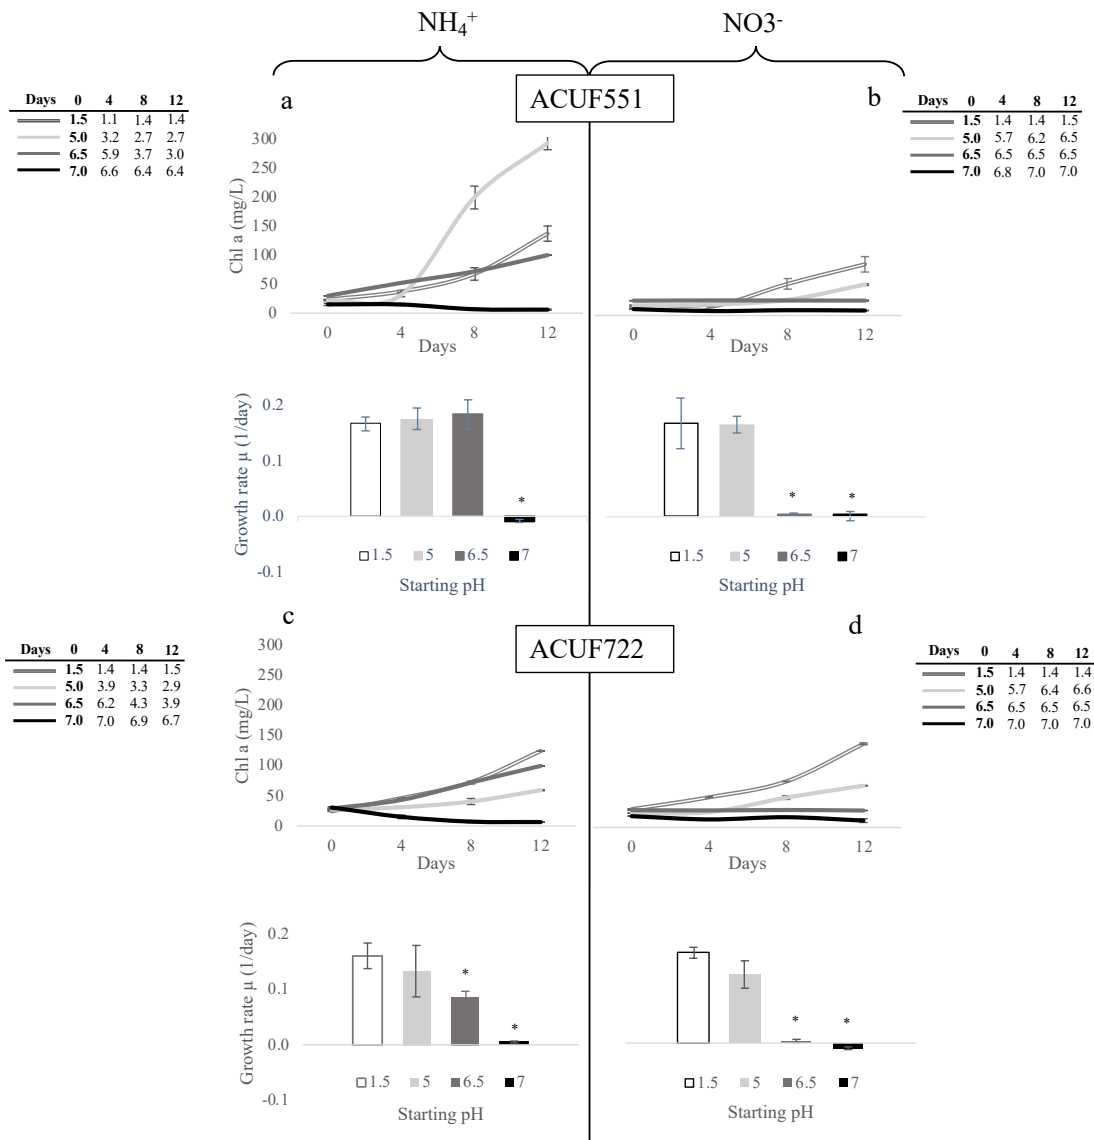 NH₄⁺ NO3⁻
ACUF551
a
Days 0 4 8 12
1.5 1.1 1.4 1.4
5.0 3.2 2.7 2.7
6.5 5.9 3.7 3.0
7.0 6.6 6.4 6.4
Chl a (mg/L)
300
250
200
150
100
50
0
0 4 8 12
Days
b
Days 0 4 8 12
1.5 1.4 1.4 1.5
5.0 5.7 6.2 6.5
6.5 6.5 6.5 6.5
7.0 6.8 7.0 7.0
0 4 8 12
Days
Growth rate µ (1/day)
0.2
0.1
0.0
-0.1
*
1.5 5 6.5 7
Starting pH
* *
1.5 5 6.5 7
Starting pH
ACUF722
c
Days 0 4 8 12
1.5 1.4 1.4 1.5
5.0 3.9 3.3 2.9
6.5 6.2 4.3 3.9
7.0 7.0 6.9 6.7
Chl a (mg/L)
300
250
200
150
100
50
0
0 4 8 12
Days
d
Days 0 4 8 12
1.5 1.4 1.4 1.4
5.0 5.7 6.4 6.6
6.5 6.5 6.5 6.5
7.0 7.0 7.0 7.0
0 4 8 12
Days
Growth rate µ (1/day)
0.2
0.1
0.0
-0.1
* *
1.5 5 6.5 7
Starting pH
* *
1.5 5 6.5 7
Starting pH